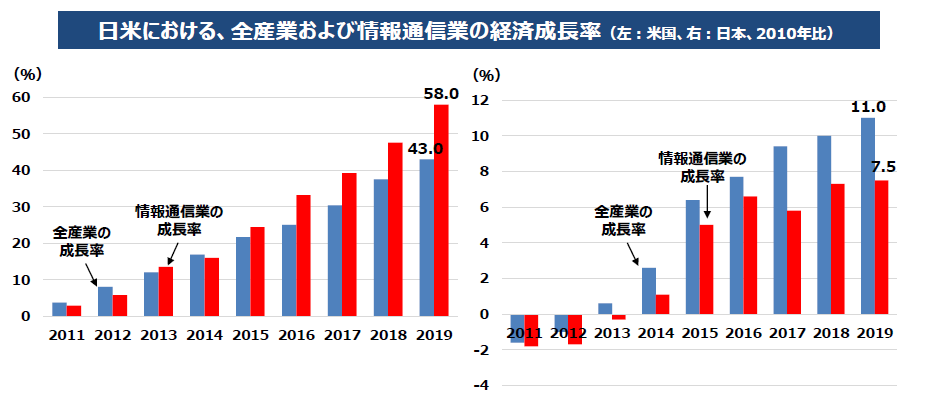 日米における、全産業および情報通信業の経済成長率（左：米国、右：日本、2010年比）
(%)
60
50
40
30
20
10
0
58.0
43.0
情報通信業の
成長率
全産業の
成長率
2011 2012 2013 2014 2015 2016 2017 2018 2019
(%)
12
10
8
6
4
2
0
-2
-4
11.0
7.5
情報通信業の
成長率
全産業の
成長率
2011 2012 2013 2014 2015 2016 2017 2018 2019